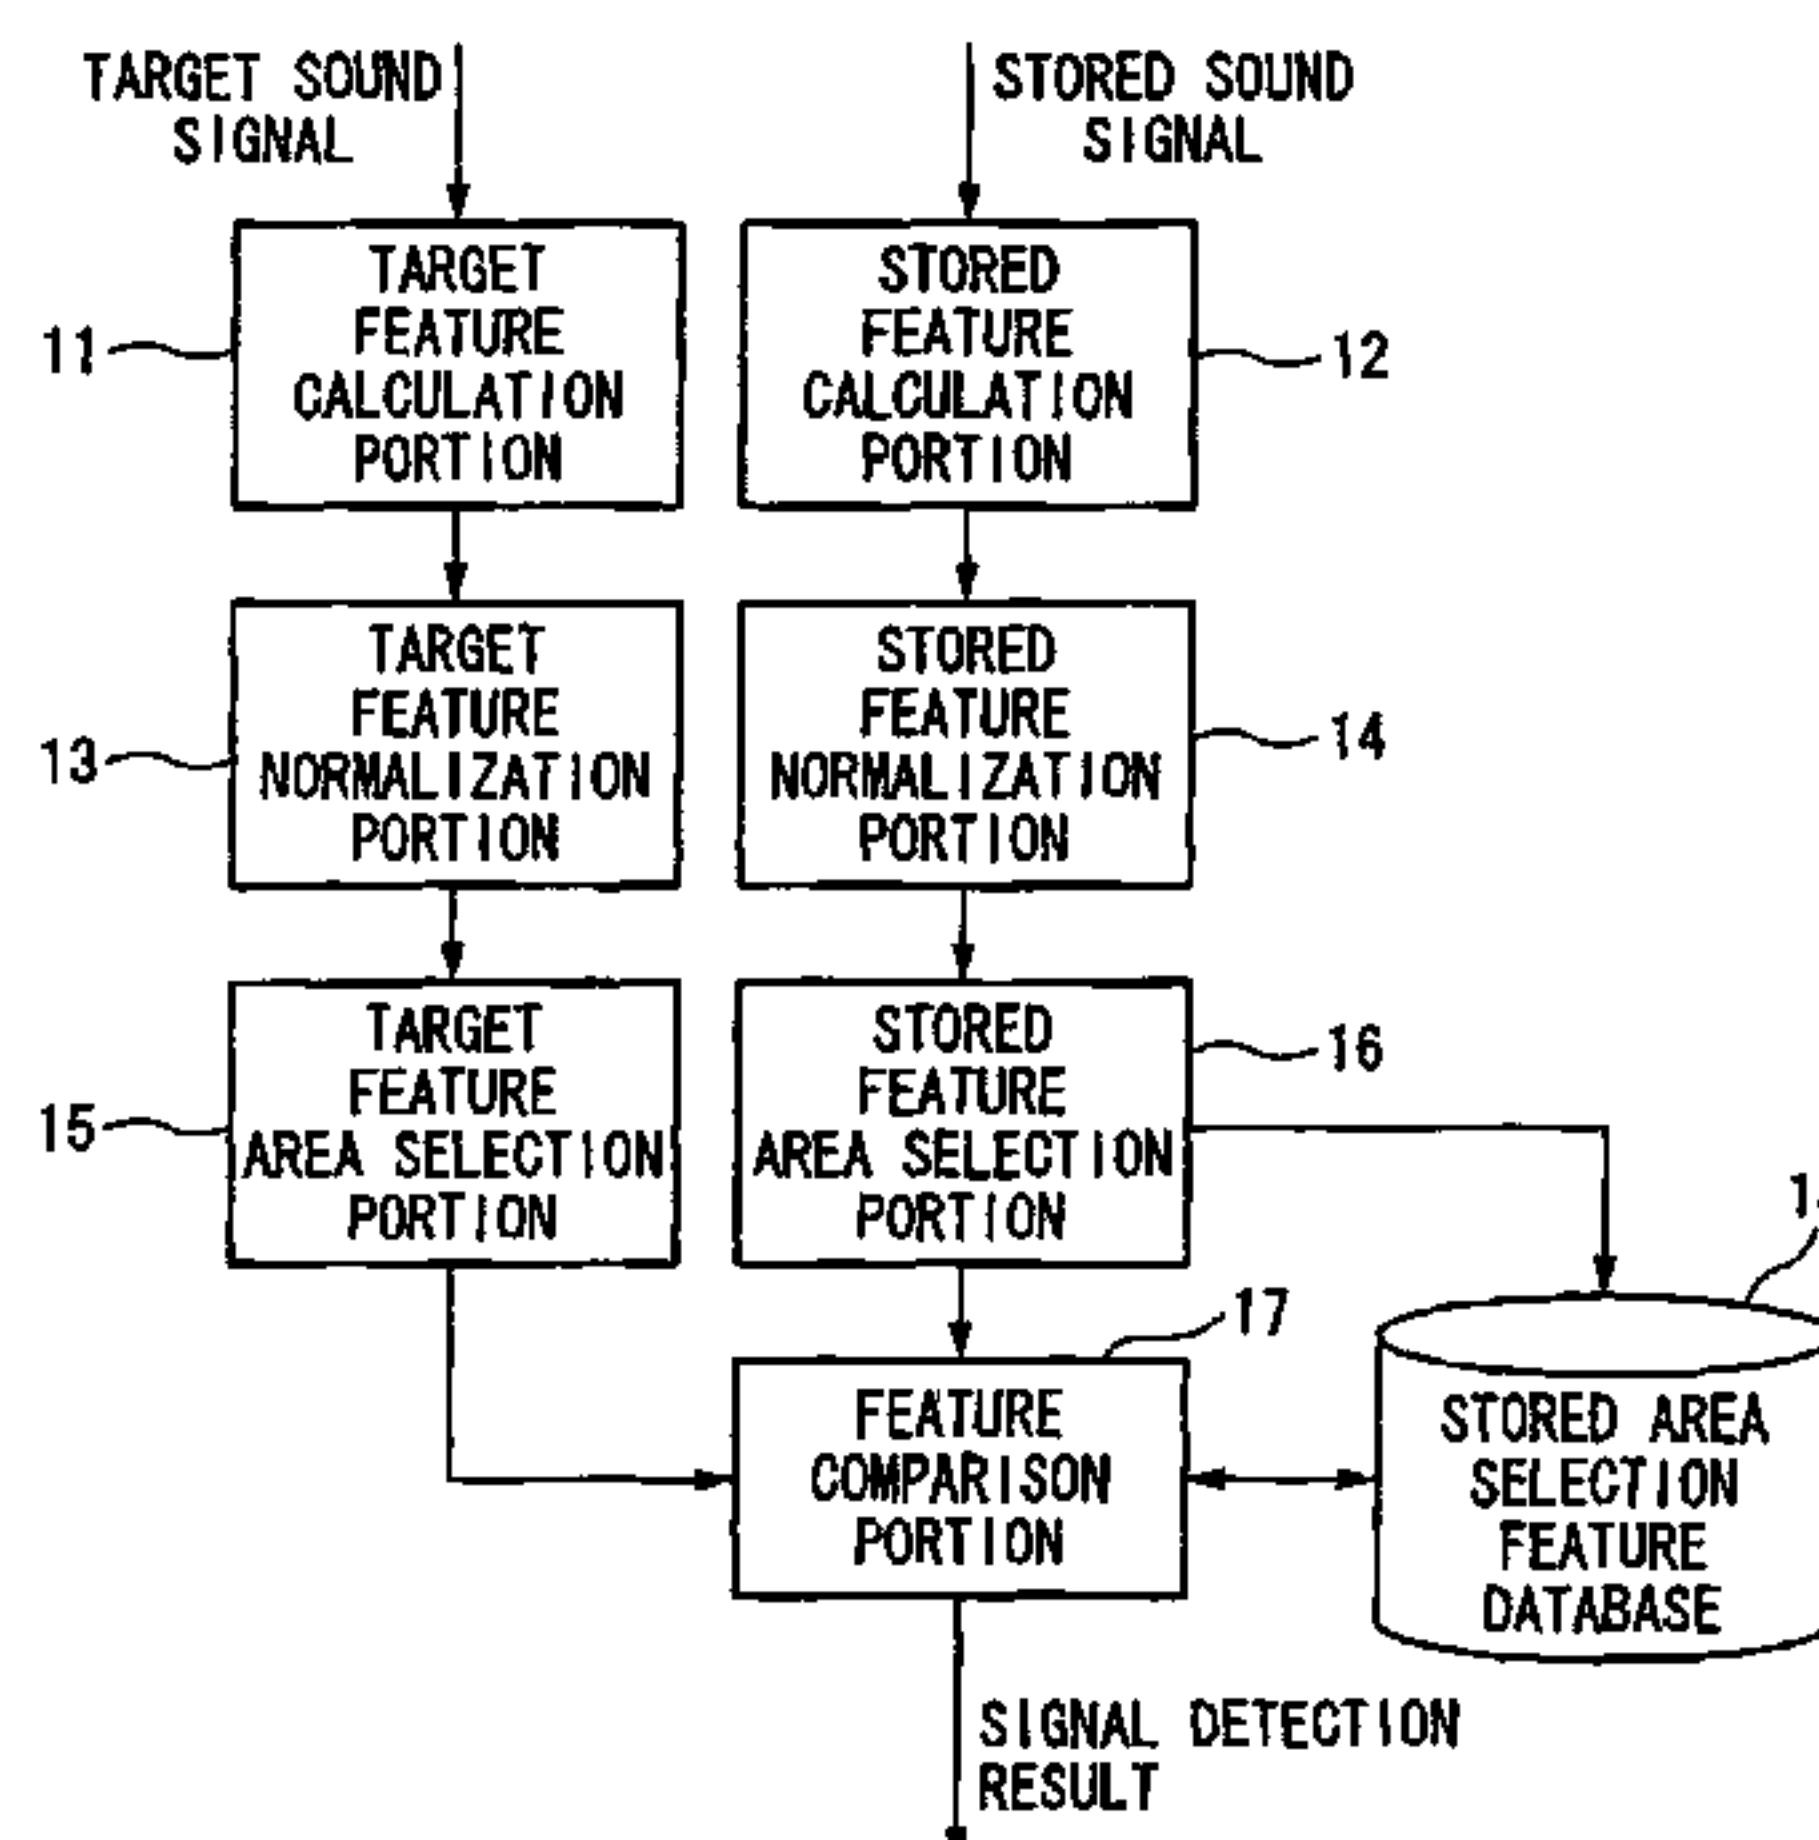 TARGET SOUND
SIGNAL
STORED SOUND
SIGNAL
TARGET
FEATURE
CALCULATION
PORTION
11
STORED
FEATURE
CALCULATION
PORTION
12
TARGET
FEATURE
NORMALIZATION
PORTION
13
STORED
FEATURE
NORMALIZATION
PORTION
14
TARGET
FEATURE
AREA SELECTION
PORTION
15
STORED
FEATURE
AREA SELECTION
PORTION
16
17
FEATURE
COMPARISON
PORTION
STORED AREA
SELECTION
FEATURE
DATABASE
SIGNAL DETECTION
RESULT